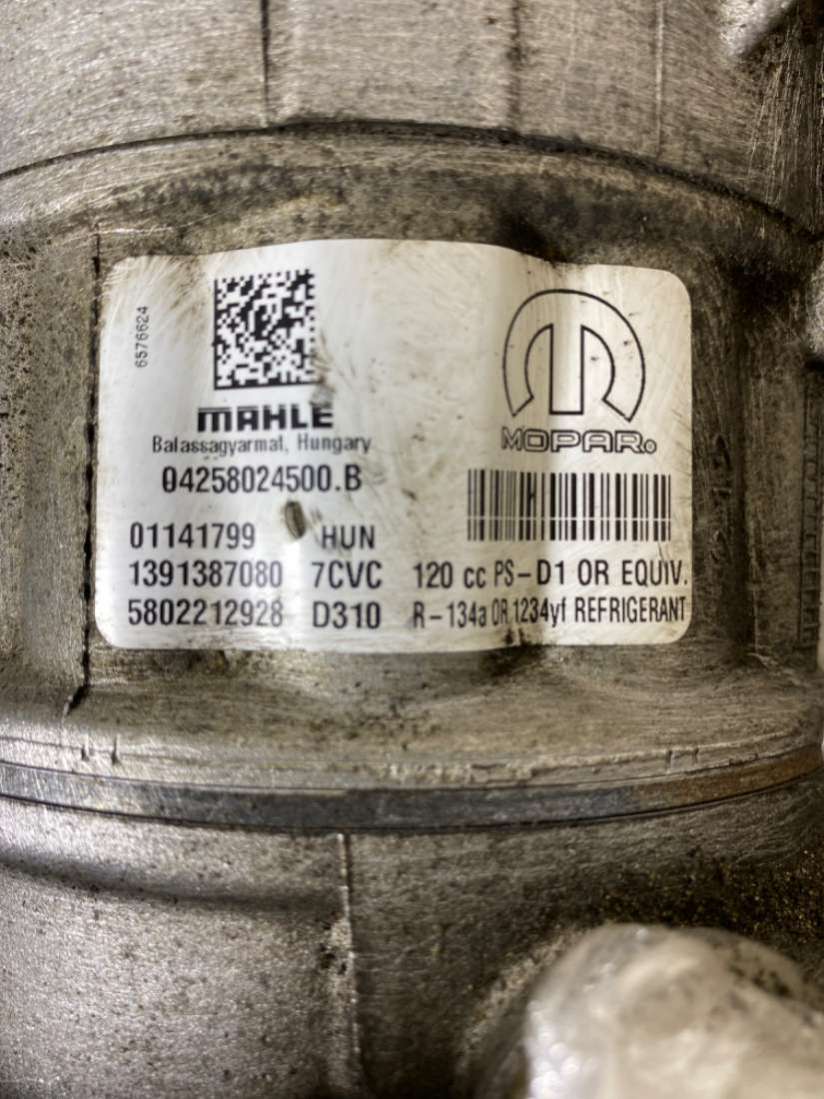 6576624
MAHLE
Balassagyarmat, Hungary
04258024500.B
MOPAR®
01141799 HUN
1391387080 7CVC 120 cc PS-D1 OR EQUIV.
5802212928 D310 R-134a OR 1234yf REFRIGERANT